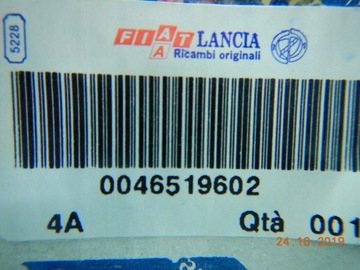 5228
FIAT LANCIA
Ricambi originali
0046519602
4A Qtà 001
24.10.2019